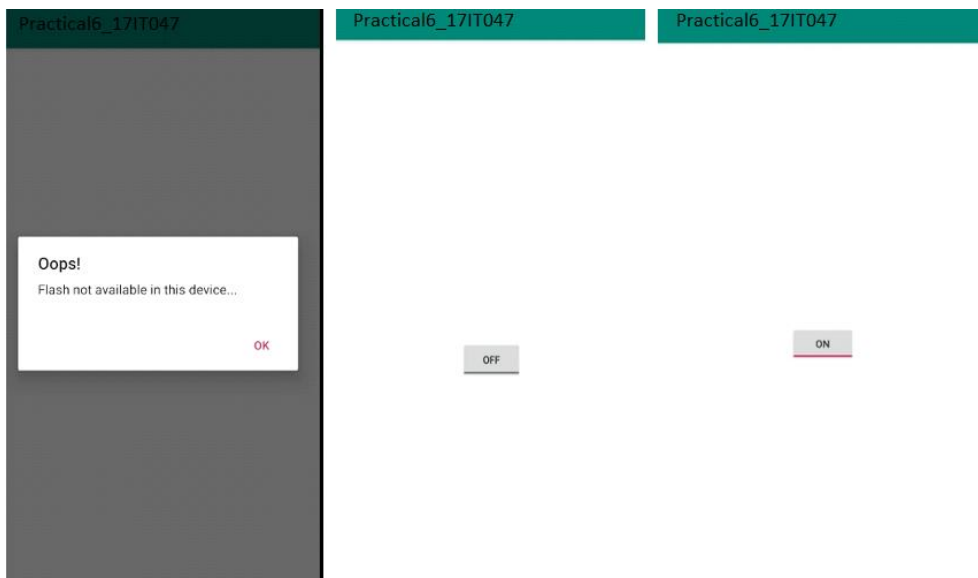 Practical6_17IT047
Oops!
Flash not available in this device...
OK
Practical6_17IT047
OFF
Practical6_17IT047
ON